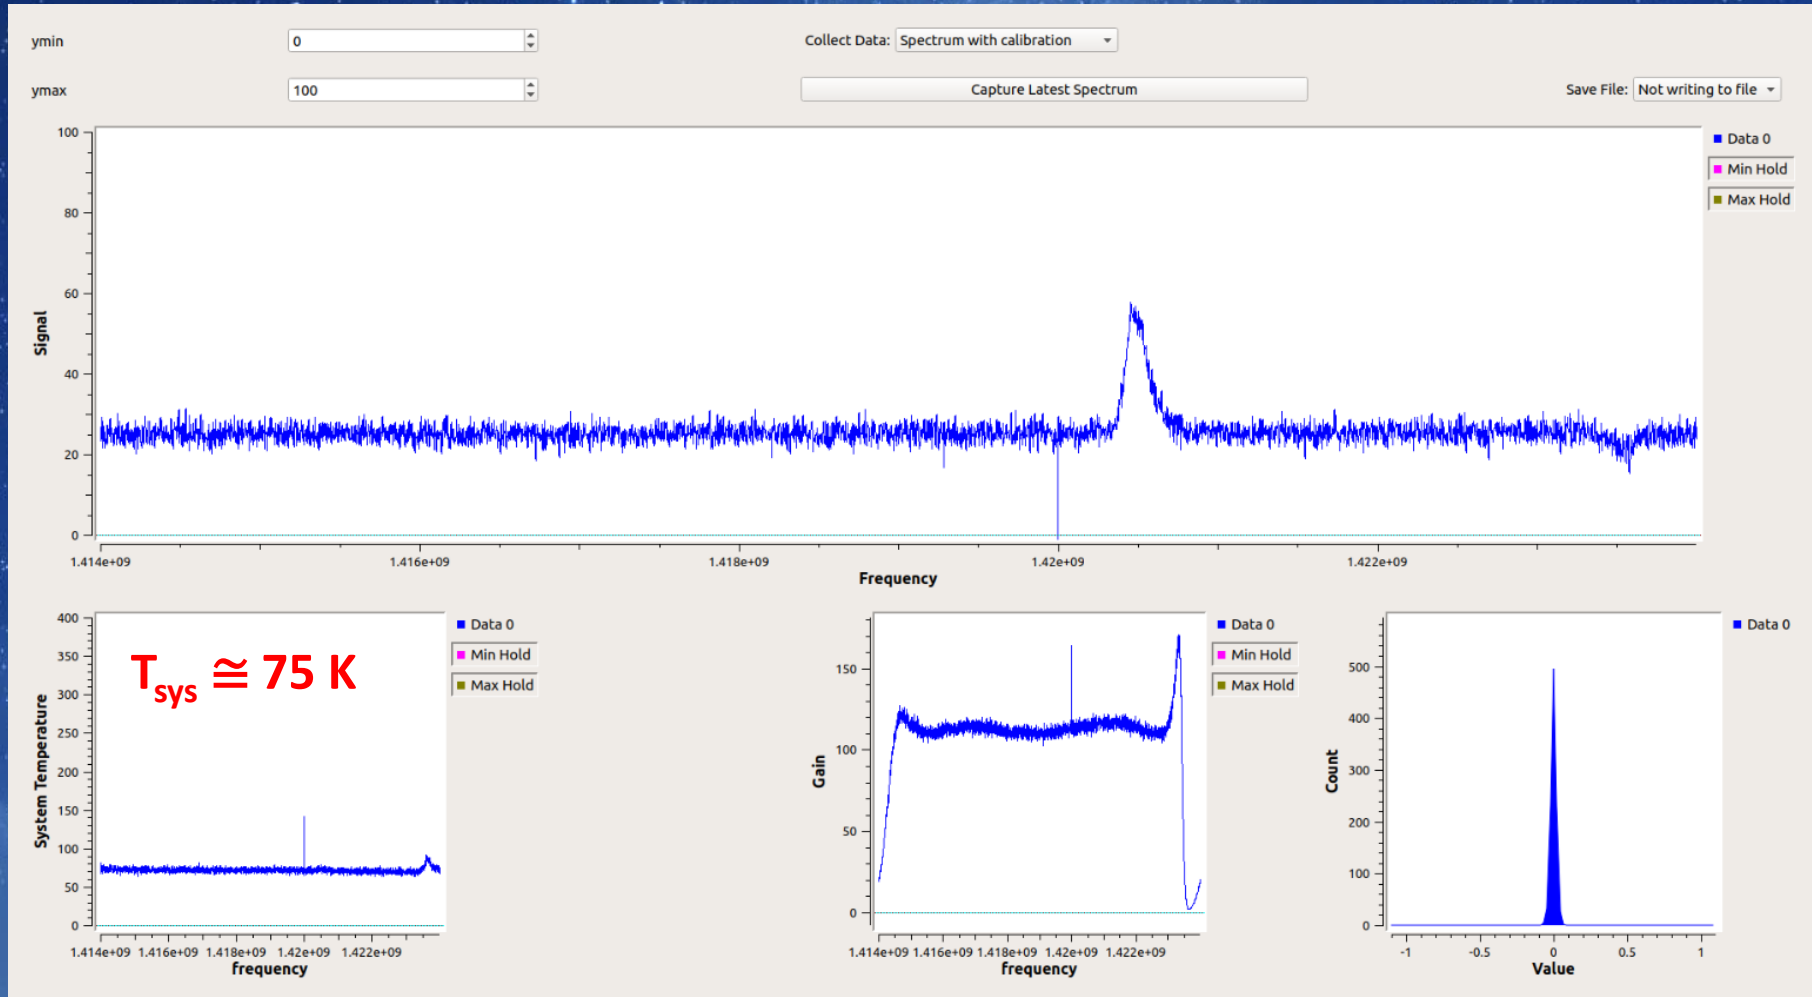 ymin
0
Collect Data:
Spectrum with calibration
ymax
100
Capture Latest Spectrum
Save File:
Not writing to file
100
80
60
40
20
0
Signal
1.414e+09
1.416e+09
1.418e+09
1.42e+09
1.422e+09
Frequency
Data 0
Min Hold
Max Hold
400
350
300
250
200
150
100
50
0
System Temperature
Tsys ≅ 75 K
1.414e+09 1.416e+09 1.418e+09 1.42e+09 1.422e+09
frequency
Data 0
Min Hold
Max Hold
150
100
50
0
Gain
1.414e+09 1.416e+09 1.418e+09 1.42e+09 1.422e+09
frequency
Data 0
Min Hold
Max Hold
500
400
300
200
100
0
Count
-1 -0.5 0 0.5 1
Value
Data 0